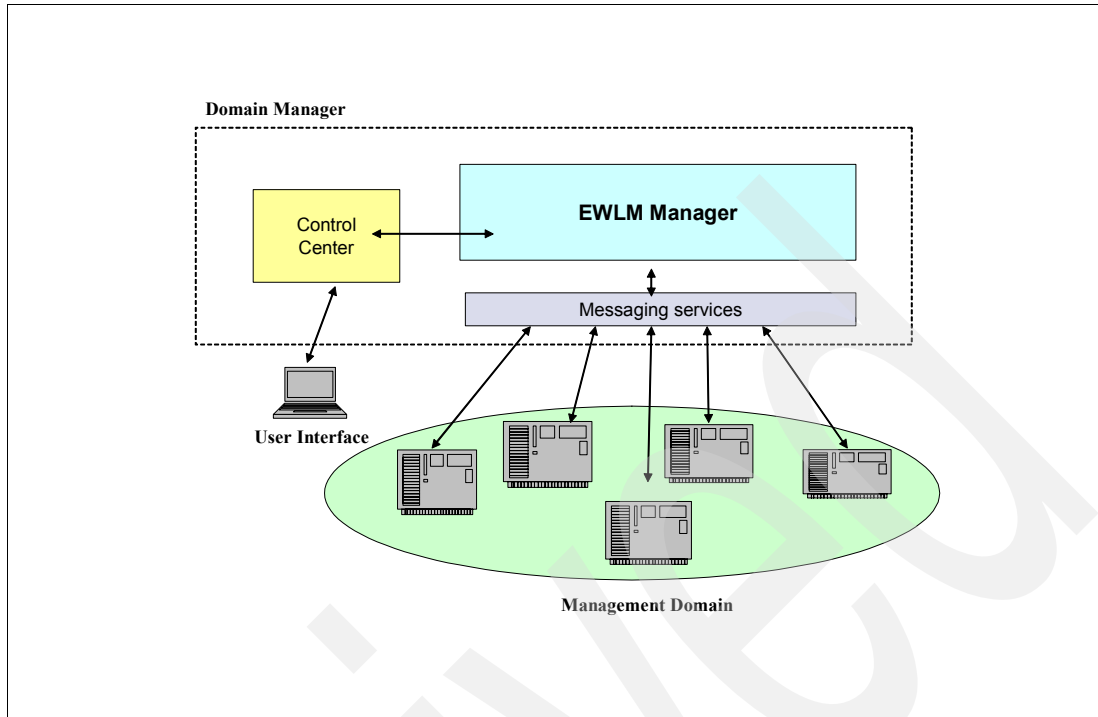 Domain Manager
Control
Center
EWLM Manager
Messaging services
User Interface
Management Domain